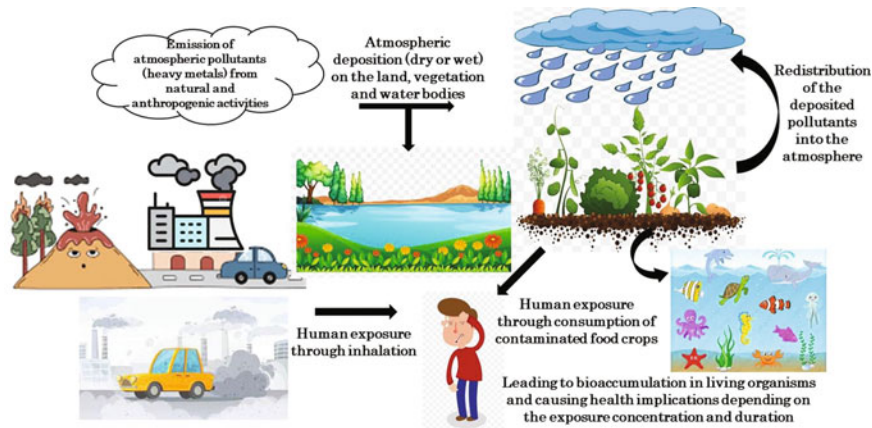 Emission of
atmospheric pollutants
(heavy metals) from
natural and
anthropogenic activities
Atmospheric
deposition (dry or wet)
on the land, vegetation
and water bodies
Redistribution
of the
deposited
pollutants
into the
atmosphere
Human exposure
through inhalation
Human exposure
through consumption of
contaminated food crops
Leading to bioaccumulation in living organisms
and causing health implications depending on
the exposure concentration and duration